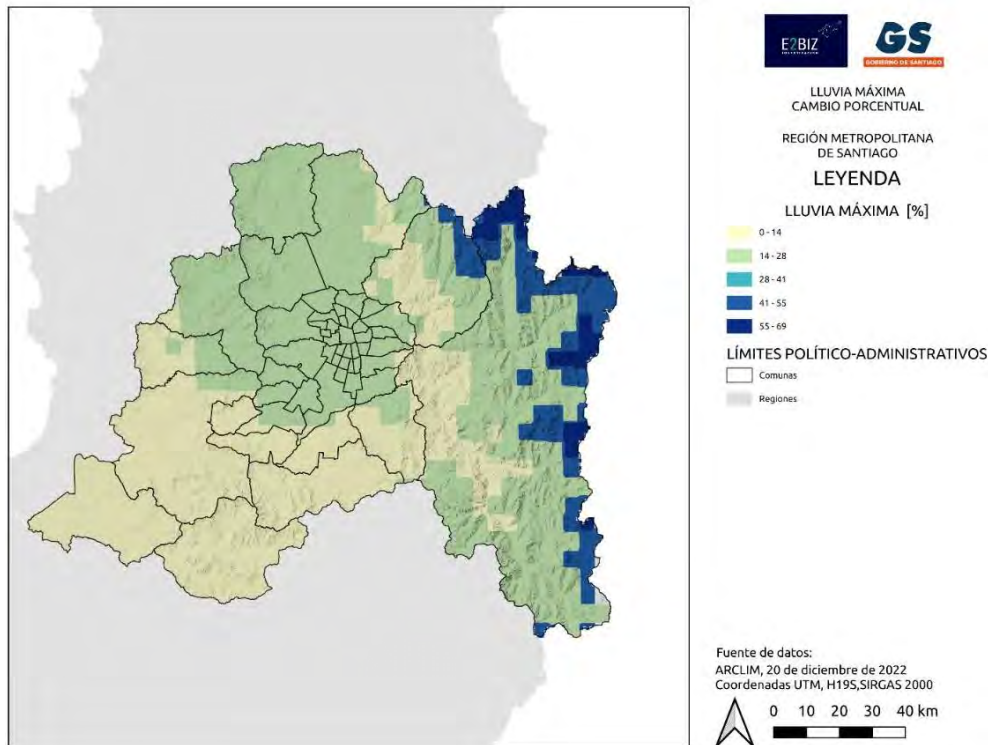 E2BIZ
GS
GOBIERNO DE SANTIAGO
LLUVIA MÁXIMA
CAMBIO PORCENTUAL
REGIÓN METROPOLITANA
DE SANTIAGO
LEYENDA
LLUVIA MÁXIMA [%]
0 - 14
14 - 28
28 - 41
41 - 55
55 - 69
LÍMITES POLÍTICO-ADMINISTRATIVOS
Comunas
Regiones
Fuente de datos:
ARCLIM, 20 de diciembre de 2022
Coordenadas UTM, H19S,SIRGAS 2000
0 10 20 30 40 km